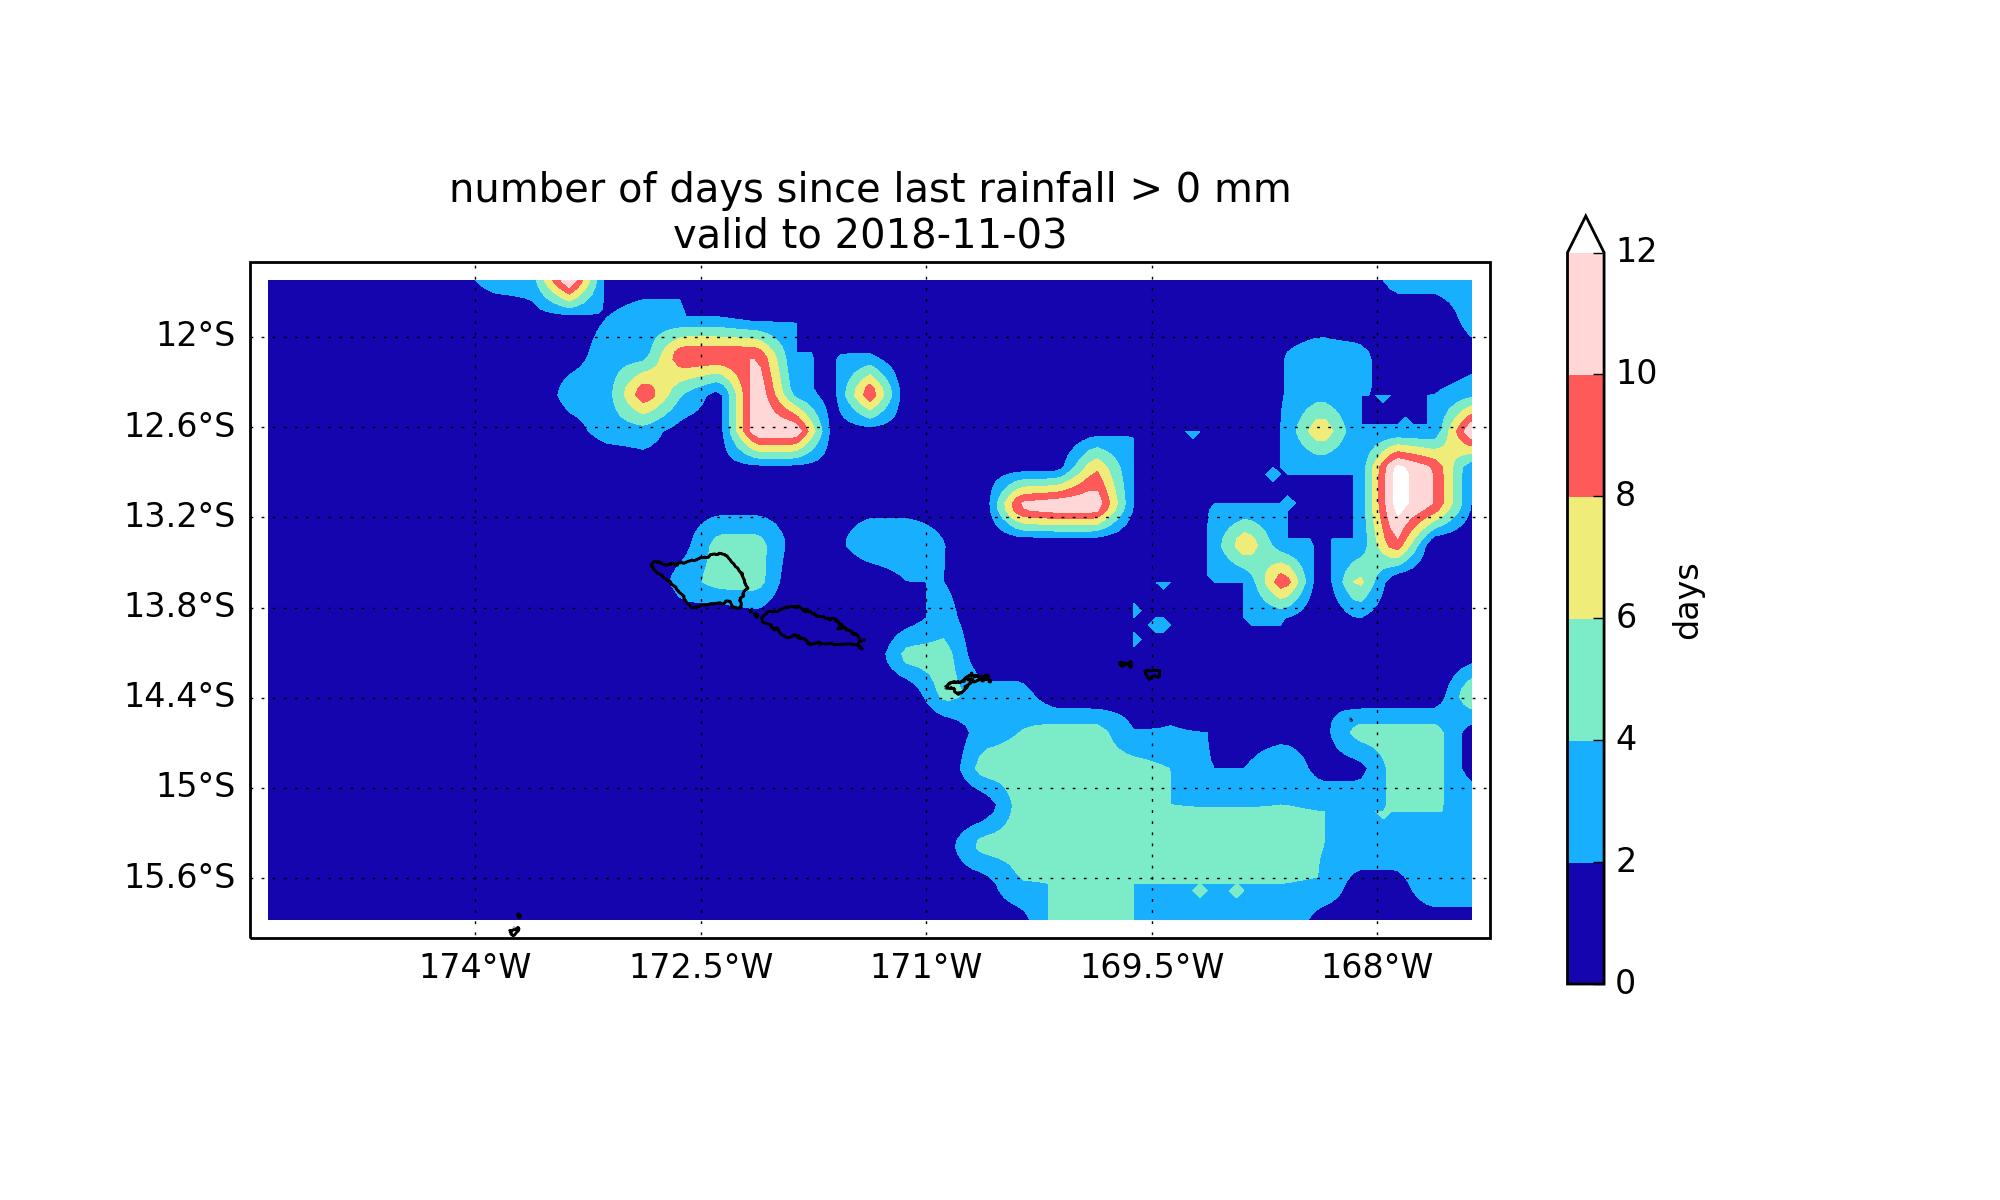 number of days since last rainfall > 0 mm
valid to 2018-11-03
12°S
12.6°S
13.2°S
13.8°S
14.4°S
15°S
15.6°S
174°W
172.5°W
171°W
169.5°W
168°W
12
10
8
6
4
2
0
days